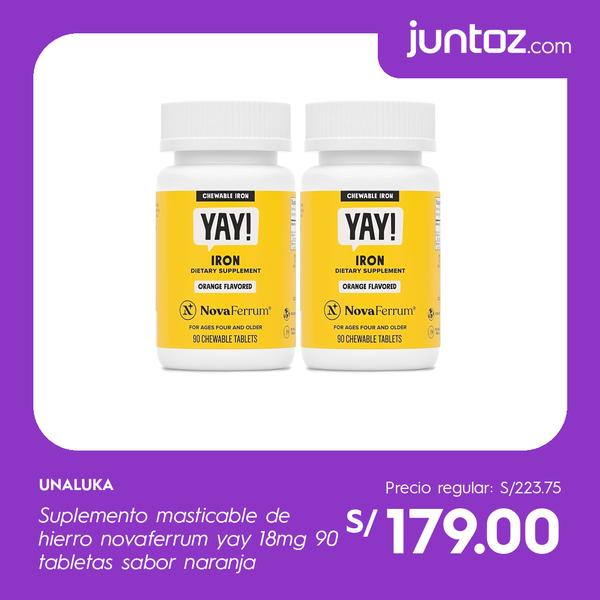 juntoz.com
CHEWABLE IRON
YAY!
IRON
DIETARY SUPPLEMENT
ORANGE FLAVORED
NovaFerrum®
FOR AGES FOUR AND OLDER
90 CHEWABLE TABLETS
CHEWABLE IRON
YAY!
IRON
DIETARY SUPPLEMENT
ORANGE FLAVORED
NovaFerrum®
FOR AGES FOUR AND OLDER
90 CHEWABLE TABLETS
UNALUKA
Suplemento masticable de
hierro novaferrum yay 18mg 90
tabletas sabor naranja
Precio regular: S/223.75
S/179.00